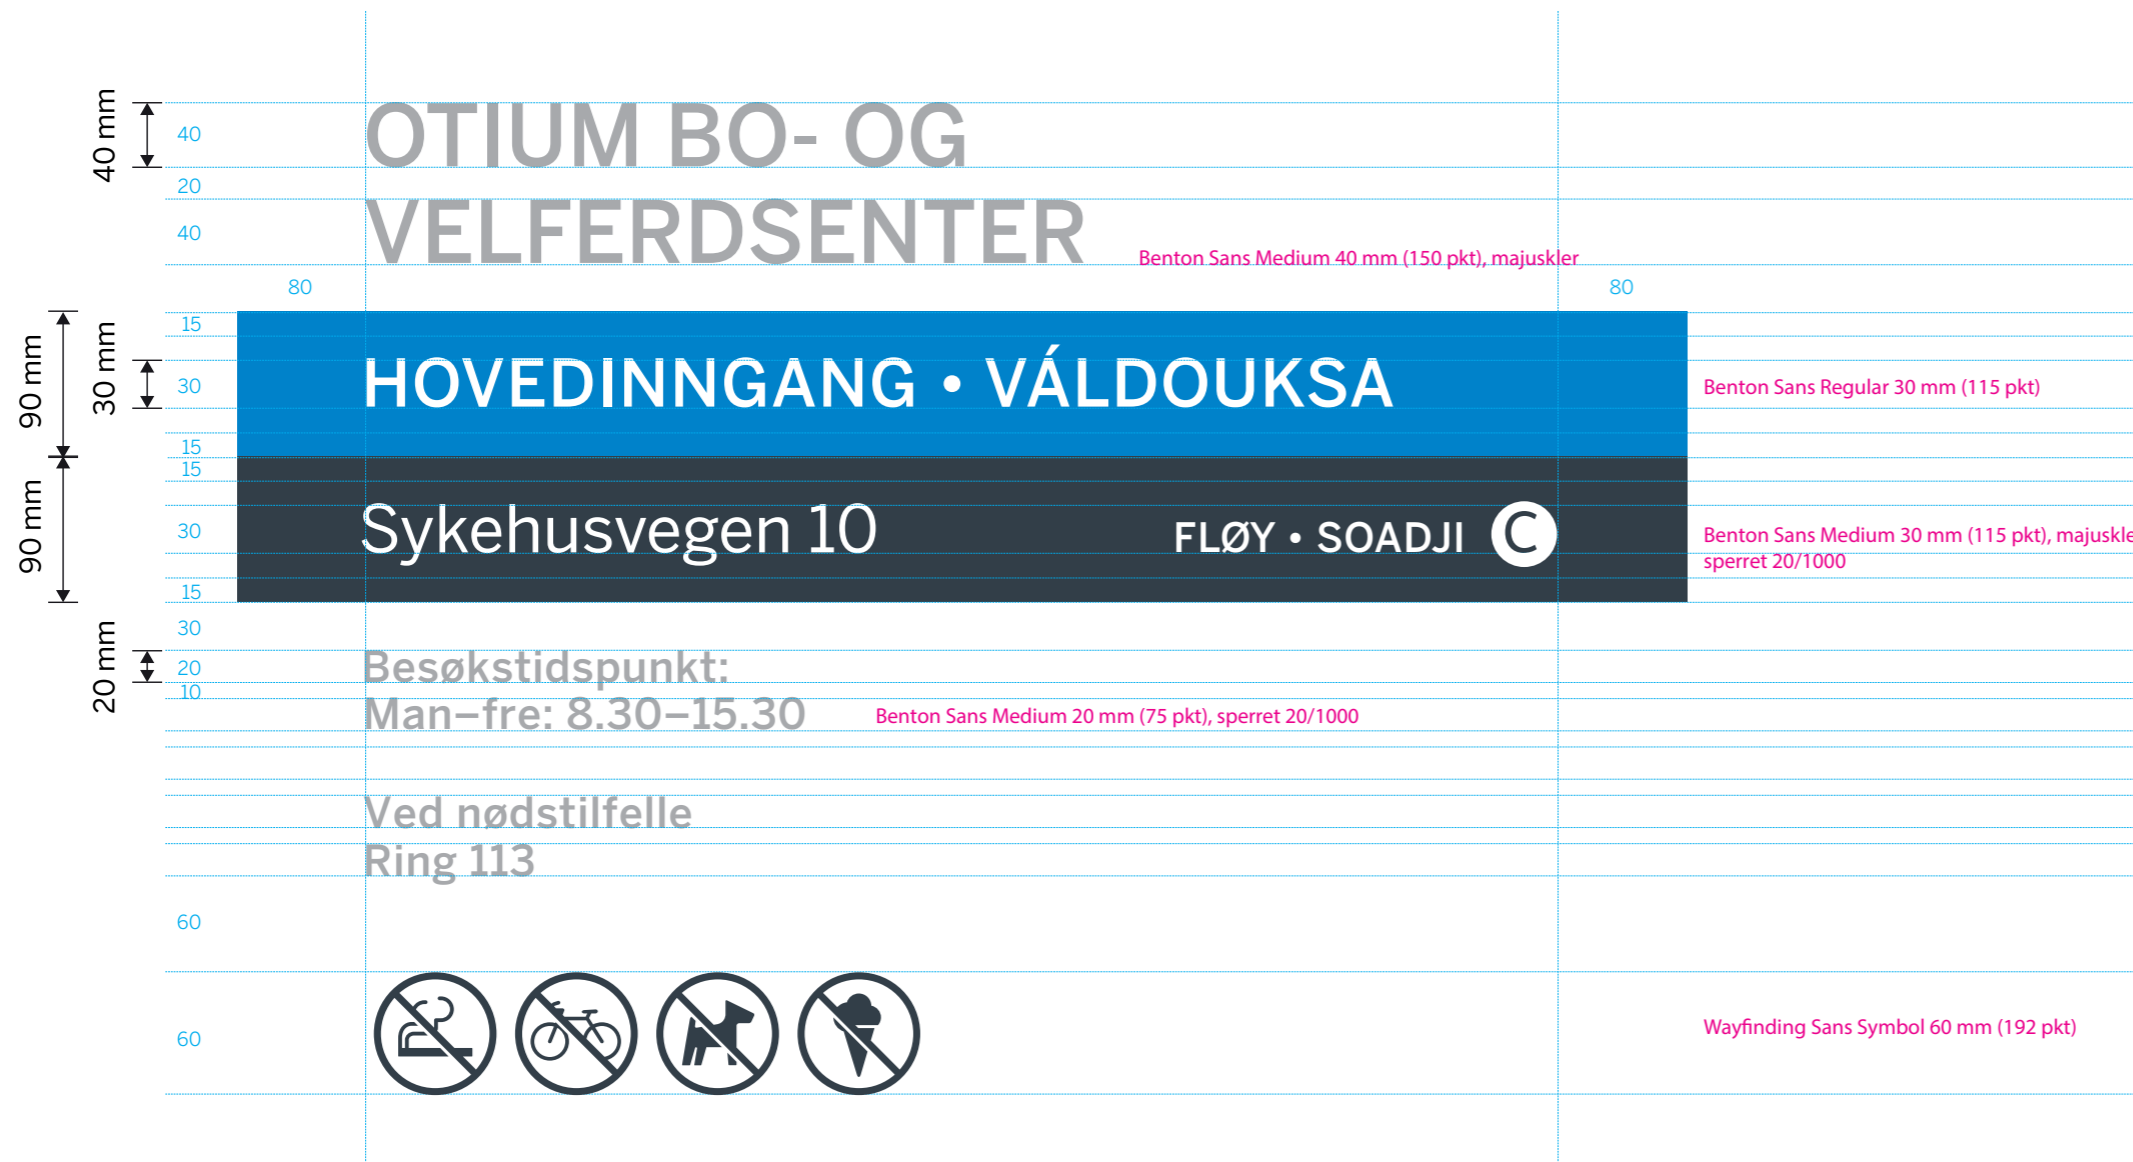 40 mm
40
OTIUM BO- OG
20
40
VELFERDSENTER
Benton Sans Medium 40 mm (150 pkt), majuskler
80
80
90 mm
30 mm
15
30
HOVEDINNGANG • VÁLDOUKSA
Benton Sans Regular 30 mm (115 pkt)
15
90 mm
15
30
Sykehusvegen 10
FLØY • SOADJI C
Benton Sans Medium 30 mm (115 pkt), majuskle
sperret 20/1000
15
30
20 mm
20
Besøkstidspunkt:
10
Man–fre: 8.30–15.30
Benton Sans Medium 20 mm (75 pkt), sperret 20/1000
Ved nødstilfelle
Ring 113
60
60
Wayfinding Sans Symbol 60 mm (192 pkt)